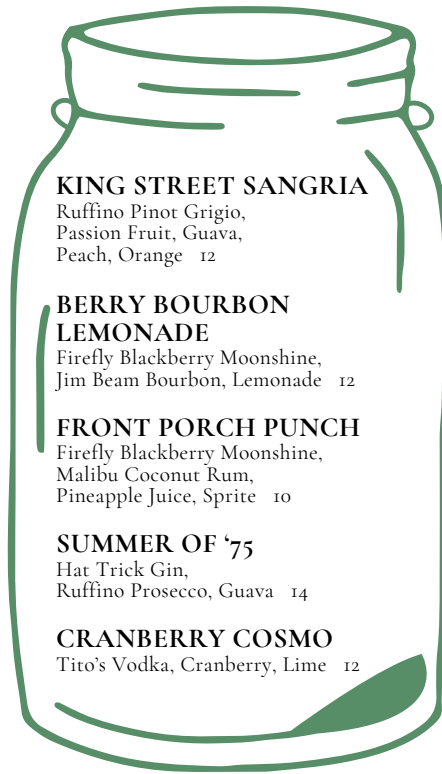 KING STREET SANGRIA
Ruffino Pinot Grigio,
Passion Fruit, Guava,
Peach, Orange 12
BERRY BOURBON
LEMONADE
Firefly Blackberry Moonshine,
Jim Beam Bourbon, Lemonade 12
FRONT PORCH PUNCH
Firefly Blackberry Moonshine,
Malibu Coconut Rum,
Pineapple Juice, Sprite 10
SUMMER OF ‘75
Hat Trick Gin,
Ruffino Prosecco, Guava 14
CRANBERRY COSMO
Tito’s Vodka, Cranberry, Lime 12